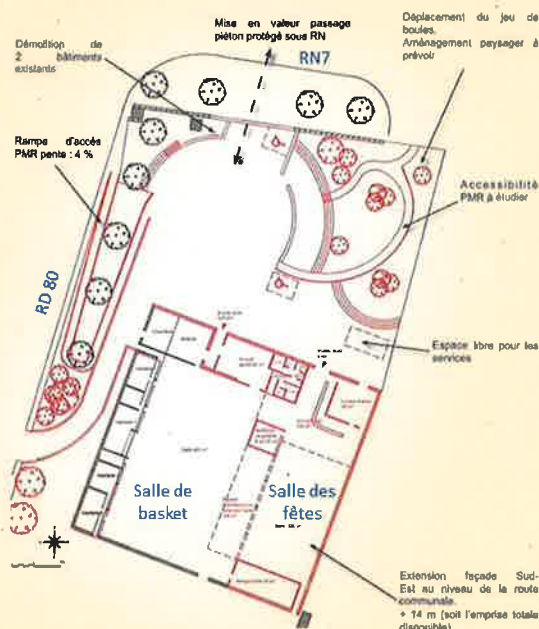 Mise en valeur passage
piéton protégé sous RN
RN7
Déplacement du jeu de
boules.
Aménagement paysager à
prévoir
Démolition de
2 bâtiments
existants
Rampe d'accés
PMR pente : 4 %
Accessibilité
PMR à étudier
RD 80
Espace libre pour les
services
Salle de
basket
Salle des
fêtes
Extension façade Sud-
Est au niveau de la route
communale.
+ 14 m (soit l'emprise totale
disponible)